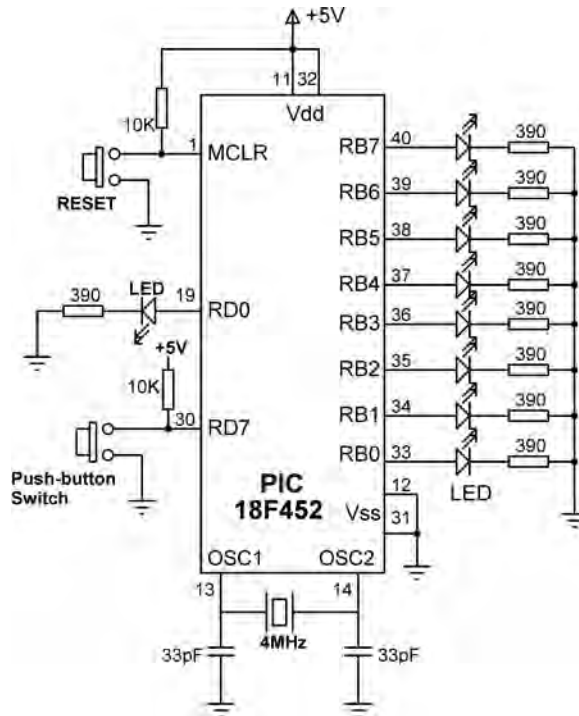 +5V
11 32
Vdd
10K
1
MCLR
RESET
RB7 40 390
RB6 39 390
RB5 38 390
RB4 37 390
RB3 36 390
RB2 35 390
RB1 34 390
RB0 33 390
LED
390
LED
19
RD0
+5V
10K
30
RD7
Push-button
Switch
PIC
18F452
12
Vss
31
OSC1
OSC2
13
14
4MHz
33pF
33pF